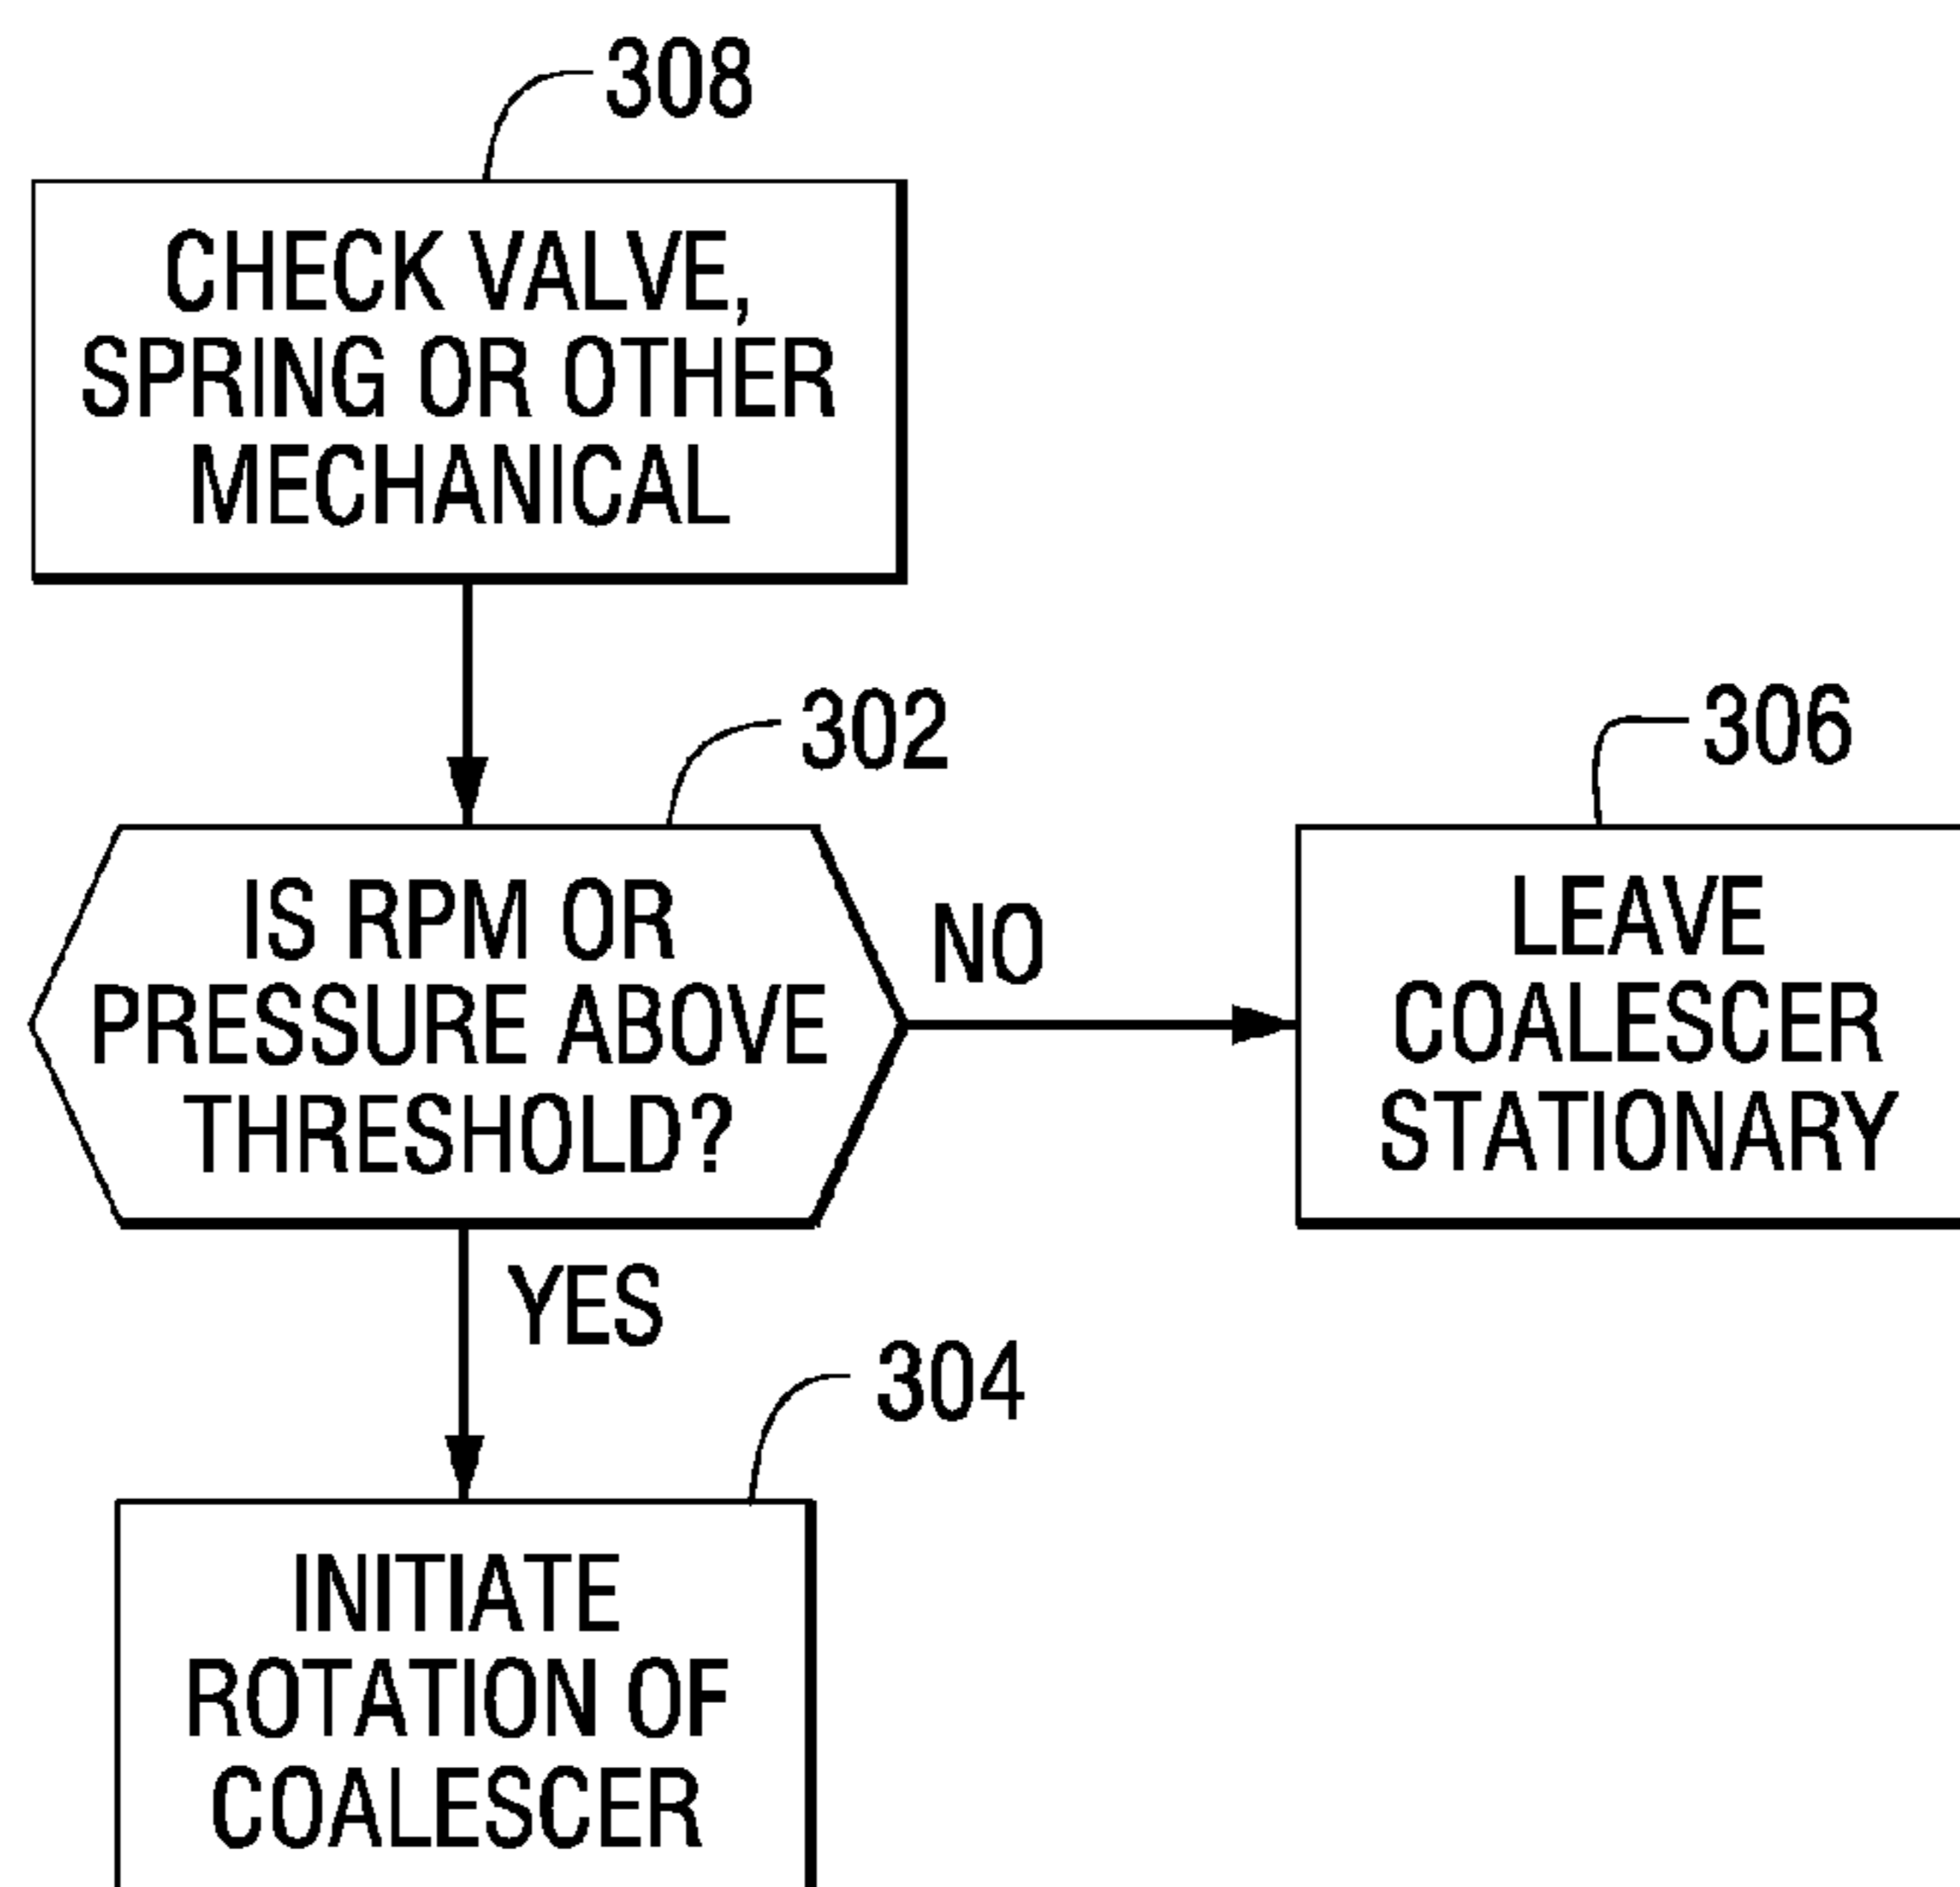 308
CHECK VALVE,
SPRING OR OTHER
MECHANICAL
302
IS RPM OR
PRESSURE ABOVE
THRESHOLD?
NO
306
LEAVE
COALESCER
STATIONARY
YES
304
INITIATE
ROTATION OF
COALESCER